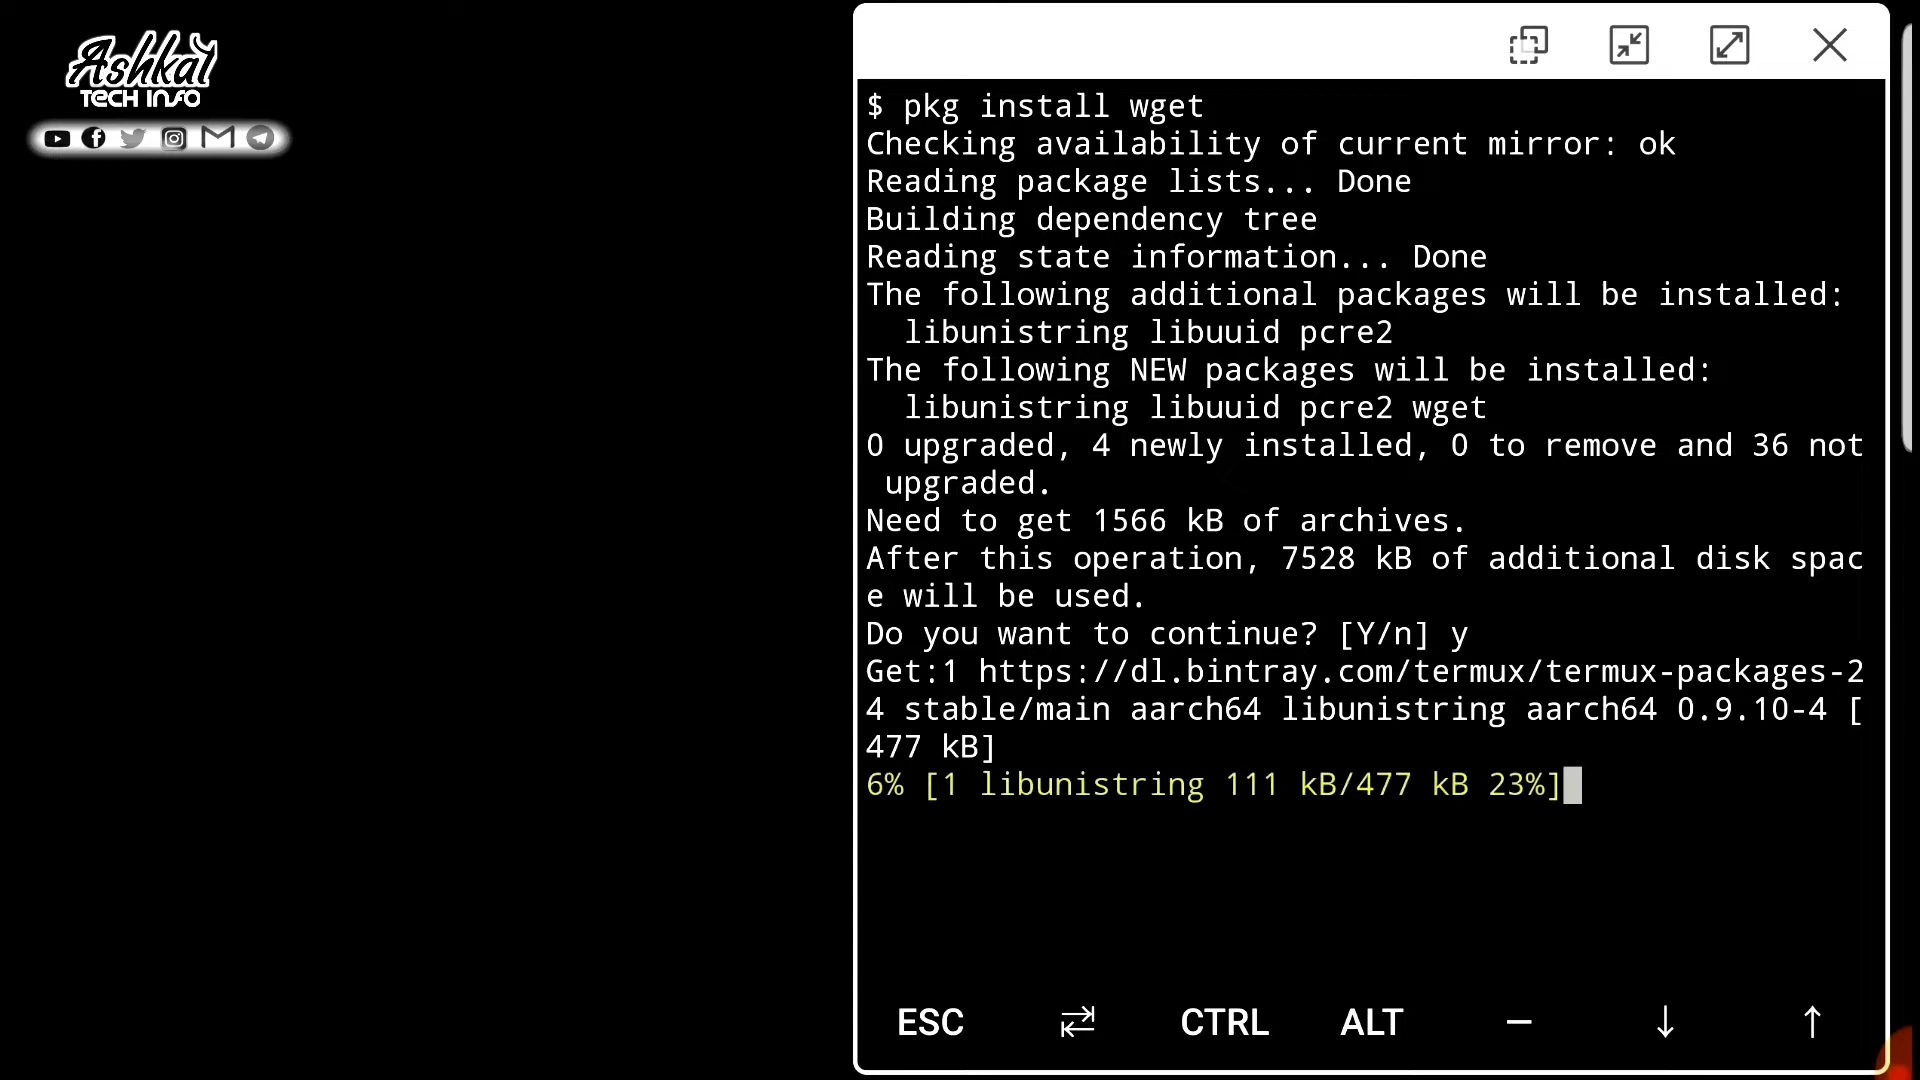 Ashkal
TECH INFO
$ pkg install wget
Checking availability of current mirror: ok
Reading package lists... Done
Building dependency tree
Reading state information... Done
The following additional packages will be installed:
  libunistring libuuid pcre2
The following NEW packages will be installed:
  libunistring libuuid pcre2 wget
0 upgraded, 4 newly installed, 0 to remove and 36 not
 upgraded.
Need to get 1566 kB of archives.
After this operation, 7528 kB of additional disk spac
e will be used.
Do you want to continue? [Y/n] y
Get:1 https://dl.bintray.com/termux/termux-packages-2
4 stable/main aarch64 libunistring aarch64 0.9.10-4 [
477 kB]
6% [1 libunistring 111 kB/477 kB 23%]
ESC ⇄ CTRL ALT — ↓ ↑